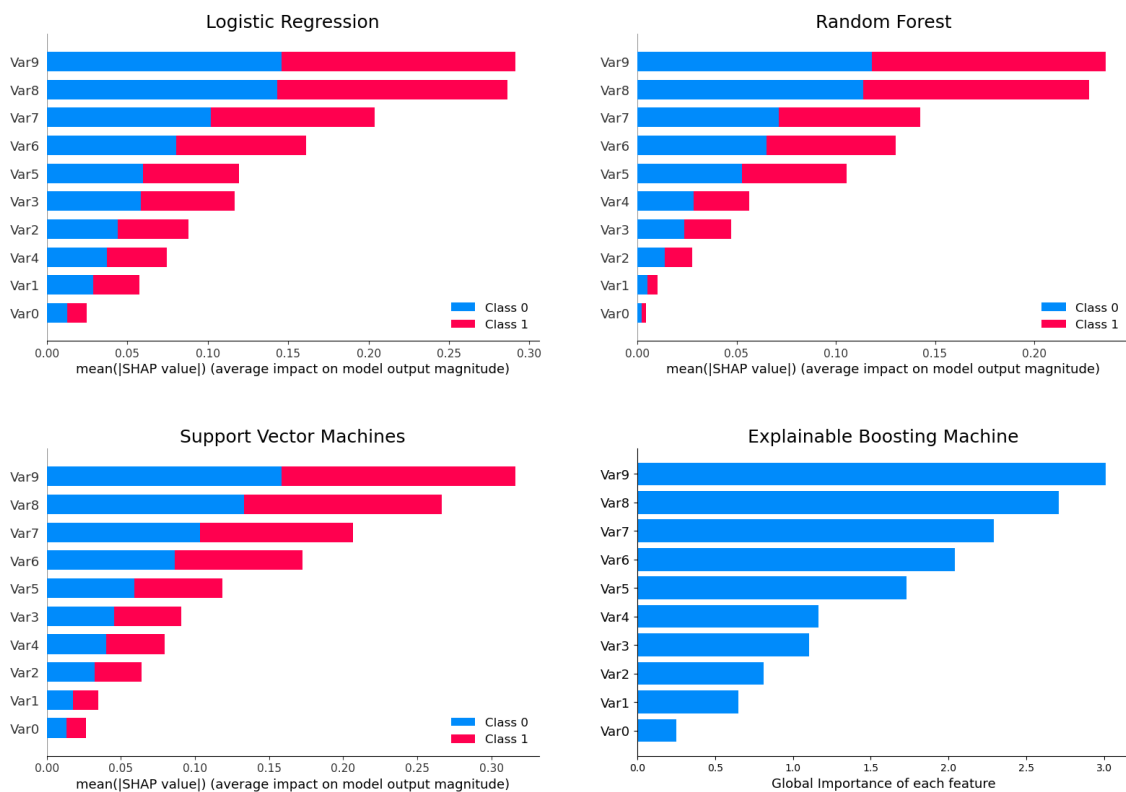 Logistic Regression
Var9
Var8
Var7
Var6
Var5
Var3
Var2
Var4
Var1
Var0
Class 0
Class 1
0.00 0.05 0.10 0.15 0.20 0.25 0.30
mean(|SHAP value|) (average impact on model output magnitude)
Random Forest
Var9
Var8
Var7
Var6
Var5
Var4
Var3
Var2
Var1
Var0
Class 0
Class 1
0.00 0.05 0.10 0.15 0.20
mean(|SHAP value|) (average impact on model output magnitude)
Support Vector Machines
Var9
Var8
Var7
Var6
Var5
Var3
Var4
Var2
Var1
Var0
Class 0
Class 1
0.00 0.05 0.10 0.15 0.20 0.25 0.30
mean(|SHAP value|) (average impact on model output magnitude)
Explainable Boosting Machine
Var9
Var8
Var7
Var6
Var5
Var4
Var3
Var2
Var1
Var0
0.0 0.5 1.0 1.5 2.0 2.5 3.0
Global Importance of each feature